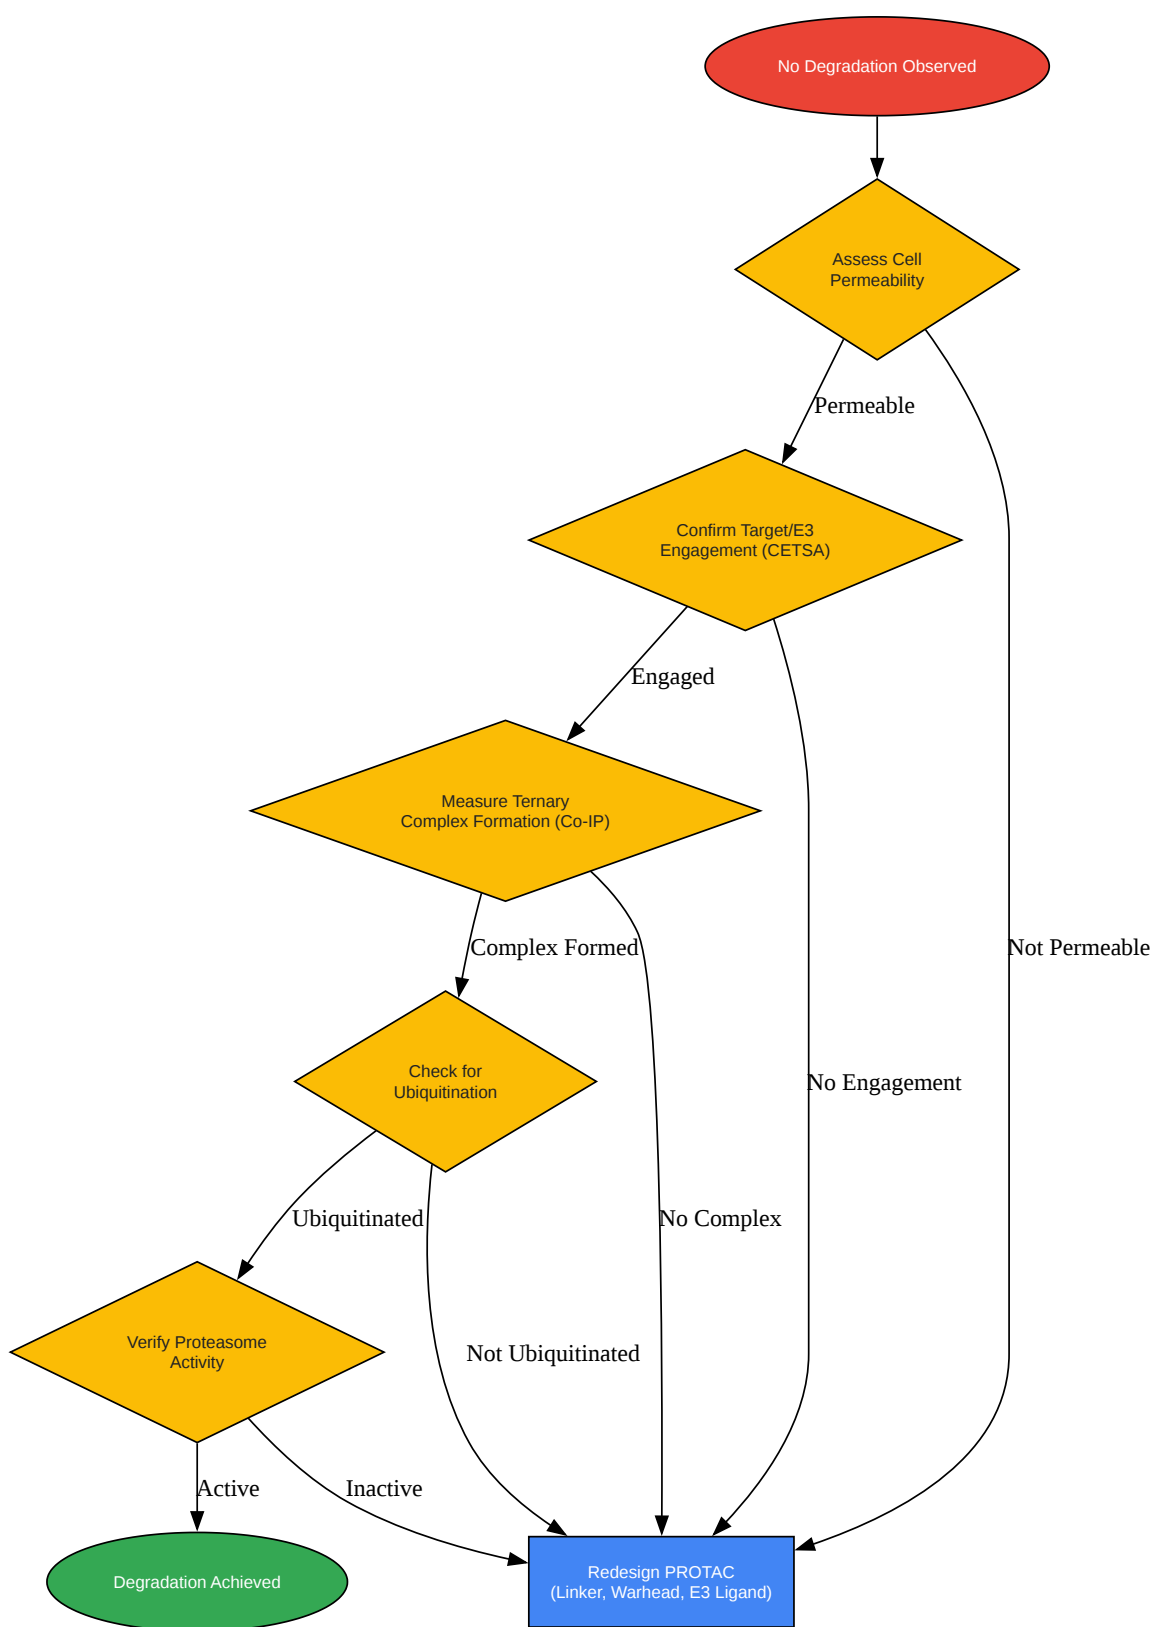 No Degradation Observed
Assess Cell
Permeability
Permeable
Confirm Target/E3
Engagement (CETSA)
Engaged
Measure Ternary
Complex Formation (Co-IP)
Complex Formed
Not Permeable
Check for
Ubiquitination
No Engagement
Ubiquitinated
No Complex
Verify Proteasome
Activity
Not Ubiquitinated
Active
Inactive
Degradation Achieved
Redesign PROTAC
(Linker, Warhead, E3 Ligand)